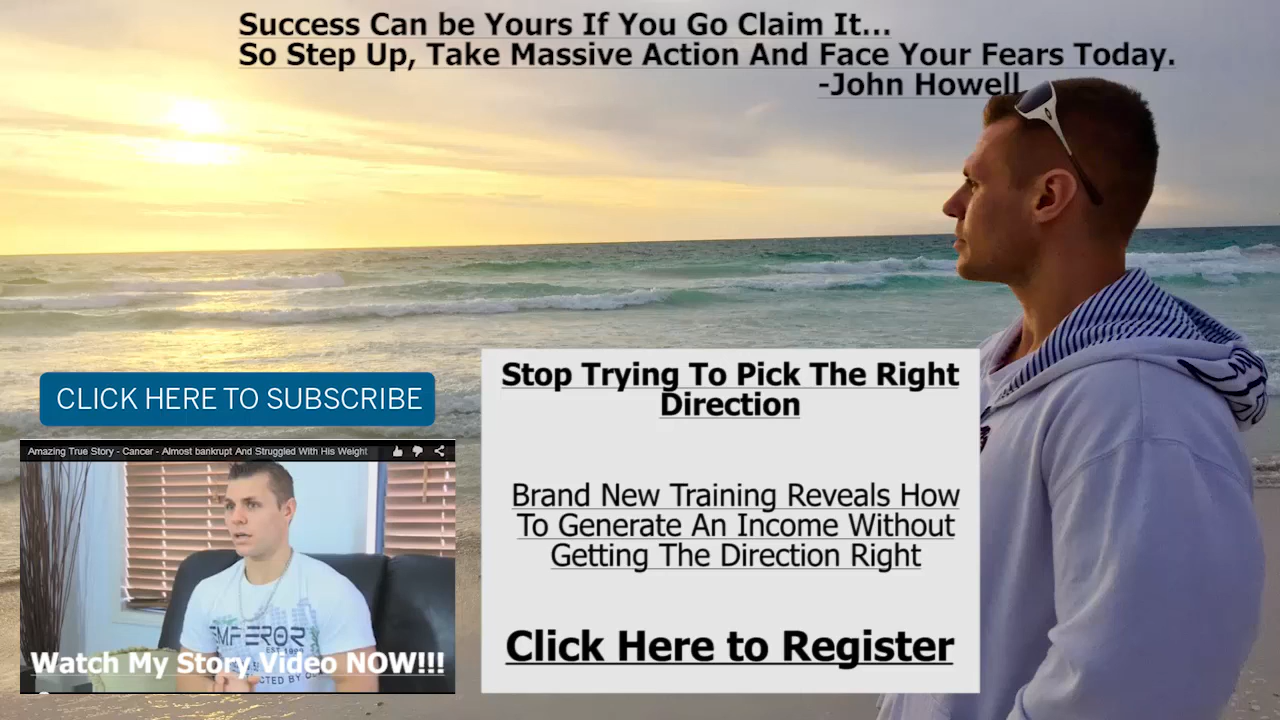 Success Can be Yours If You Go Claim It...
So Step Up, Take Massive Action And Face Your Fears Today.
-John Howell
Stop Trying To Pick The Right
Direction
CLICK HERE TO SUBSCRIBE
Amazing True Story - Cancer - Almost bankrupt And Struggled With His Weight
Brand New Training Reveals How
To Generate An Income Without
Getting The Direction Right
EMPEROR
Click Here to Register
Watch My Story Video NOW!!!